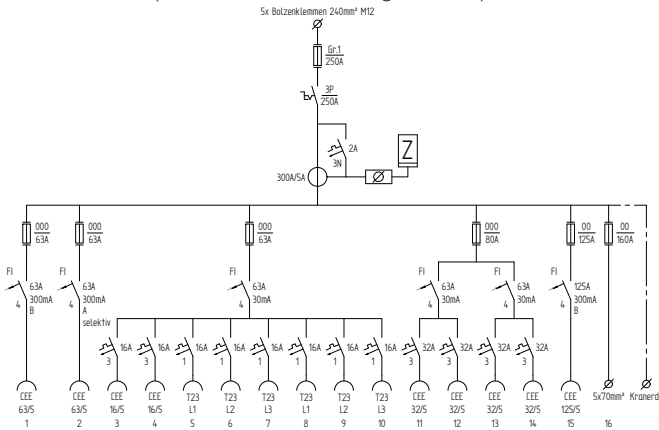 5x Bolzenklemmen 240mm² M12
Gr.1
250A
3P
250A
2A
3N
Z
300A/5A
000 000 000 000 00 00
63A 63A 63A 80A 125A 160A
FI FI FI FI FI FI
63A 63A 63A 63A 63A 125A
300mA 300mA 30mA 30mA 30mA 300mA
4 4 4 4 4 4
B A B
selektiv
16A 16A 16A 16A 16A 16A 16A 16A 32A 32A 32A 32A
3 3 1 1 1 1 1 1 3 3 3 3
CEE CEE CEE CEE T23 T23 T23 T23 T23 T23 CEE CEE CEE CEE CEE 5x70mm² Kranerd
63/5 63/5 16/5 16/5 L1 L2 L3 L1 L2 L3 32/5 32/5 32/5 32/5 125/5
1 2 3 4 5 6 7 8 9 10 11 12 13 14 15 16